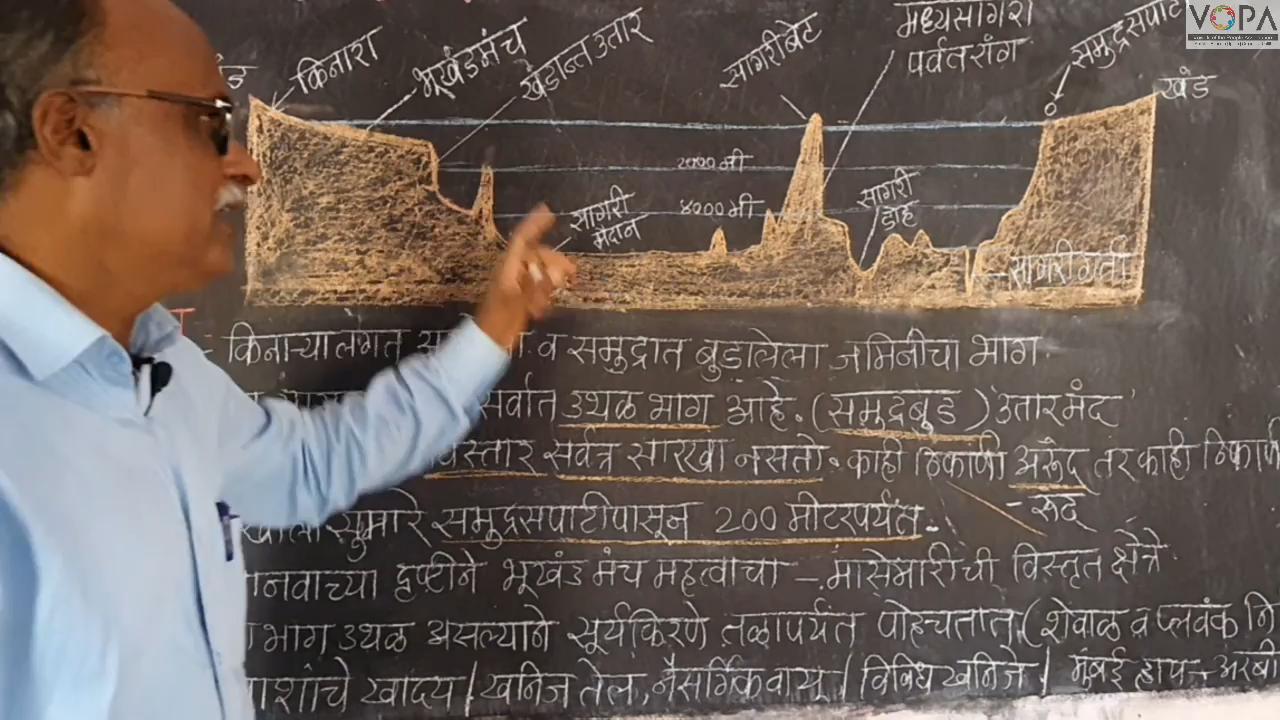 VOPA
किनारा
भूखंडमंच
खंडान्त उतार
सागरी बेट
मध्यसागरी
पर्वतरांग
समुद्रसपाटी
खंड
२००० मी
४००० मी
सागरी
मैदान
सागरी
डोह
सागरी गर्ता
- किनाऱ्यालगत व समुद्रात बुडालेला जमिनीचा भाग.
सर्वात उथळ भाग आहे. (समुद्रबुड) 'उतारमंद'
विस्तार सर्वत्र सारखा नसतो. काही ठिकाणी अरुंद तर काही ठिकाणी
- रुंद
सुमारे समुद्रसपाटीपासून 200 मीटरपर्यंत.
मानवाच्या दृष्टीने भूखंड मंच महत्वाचा - मासेमारीची विस्तृत क्षेत्रे.
भाग उथळ असल्याने सूर्यकिरणे तळापर्यंत पोहचतात (शेवाळ व प्लवंक नि
माशांचे खाद्य / खनिज तेल, नैसर्गिक वायू / विविध खनिजे / मुंबई हाय - अरबी